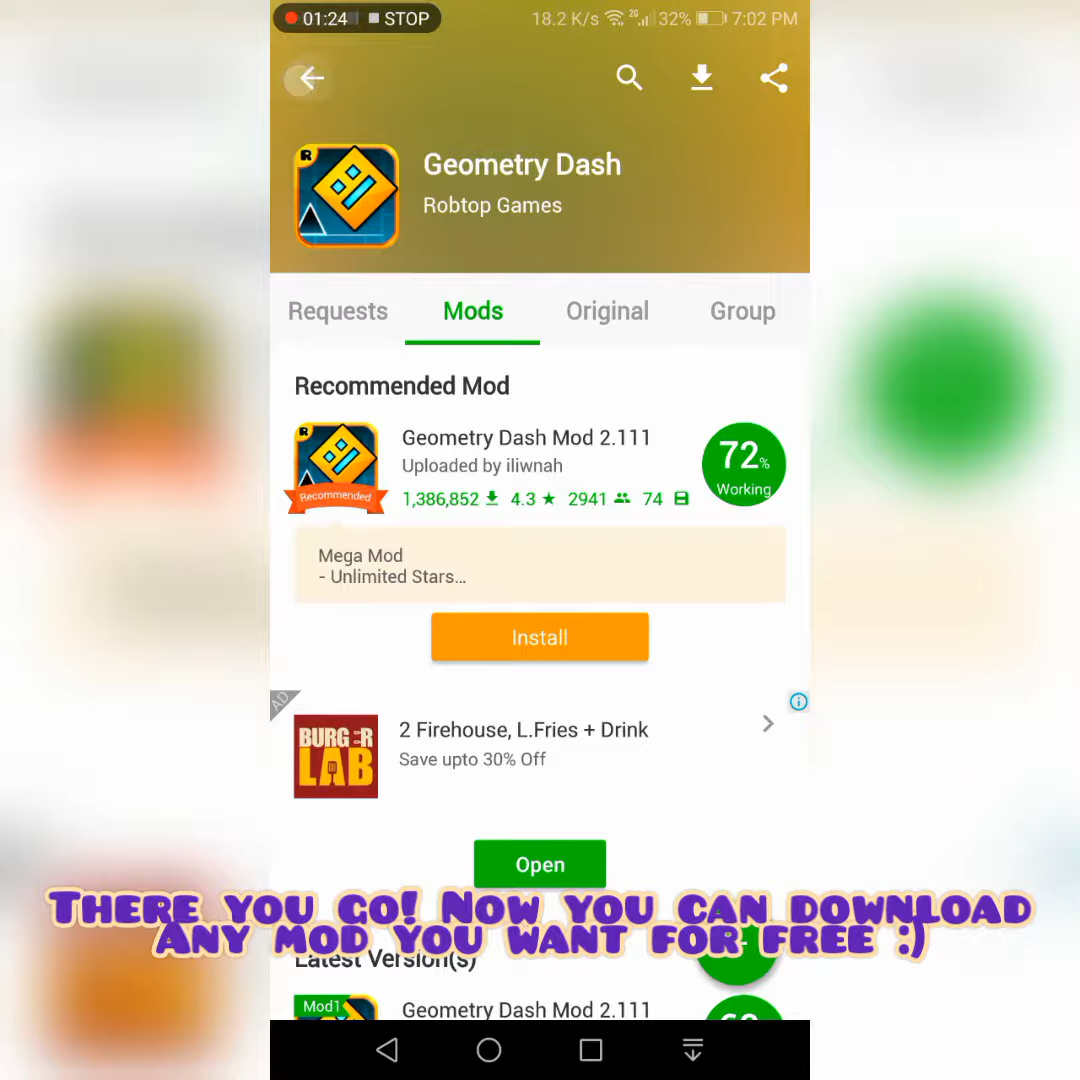 01:24 STOP 18.2 K/s 2G 32% 7:02 PM
R
Geometry Dash
Robtop Games
Requests Mods Original Group
Recommended Mod
R
Geometry Dash Mod 2.111
Uploaded by iliwnah
Recommended
1,386,852 4.3 2941 74
72%
Working
Mega Mod
- Unlimited Stars...
Install
AD
BURGER
LAB
2 Firehouse, L.Fries + Drink
Save upto 30% Off
Open
There you go! Now you can download
Any mod you want for free :)
Latest Version(s)
Mod1
Geometry Dash Mod 2.111